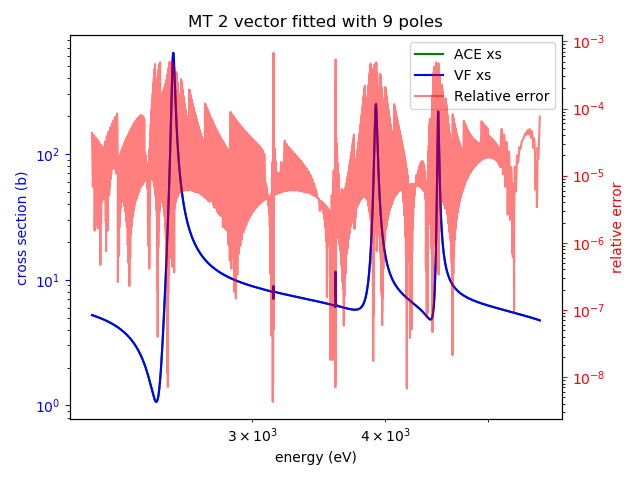 MT 2 vector fitted with 9 poles
ACE xs
VF xs
Relative error
cross section (b)
10²
10¹
10⁰
10⁻³
10⁻⁴
10⁻⁵
10⁻⁶
10⁻⁷
10⁻⁸
relative error
3 × 10³
4 × 10³
energy (eV)